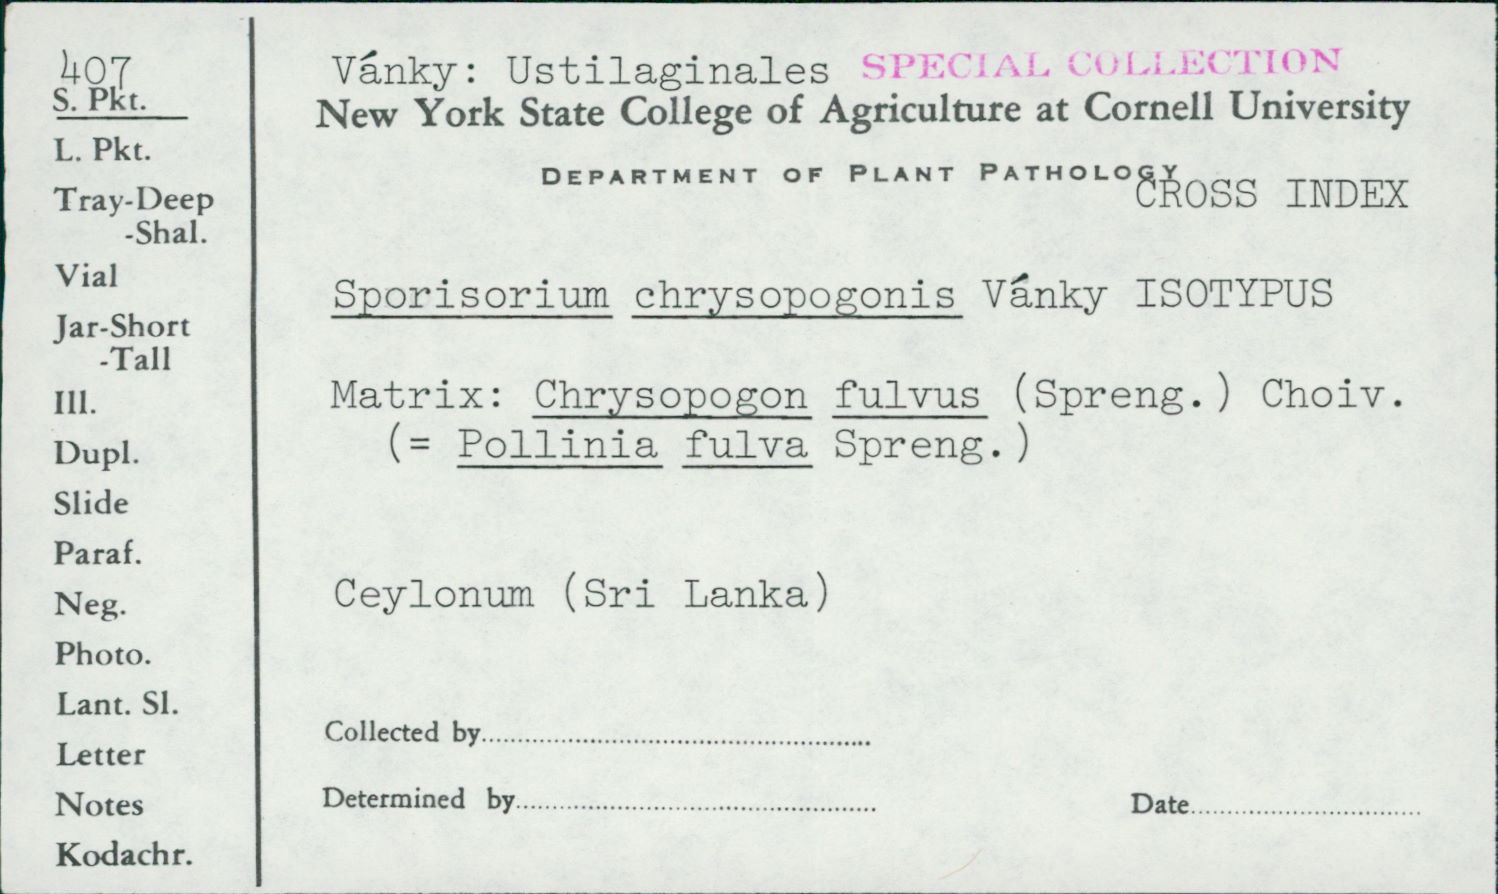 407
S. Pkt.
L. Pkt.
Tray-Deep
-Shal.
Vial
Jar-Short
-Tall
Ill.
Dupl.
Slide
Paraf.
Neg.
Photo.
Lant. Sl.
Letter
Notes
Kodachr.
Vánky: Ustilaginales SPECIAL COLLECTION
New York State College of Agriculture at Cornell University
DEPARTMENT OF PLANT PATHOLOGY
CROSS INDEX
Sporisorium chrysopogonis Vánky ISOTYPUS
Matrix: Chrysopogon fulvus (Spreng.) Choiv.
(= Pollinia fulva Spreng.)
Ceylonum (Sri Lanka)
Collected by
Determined by
Date